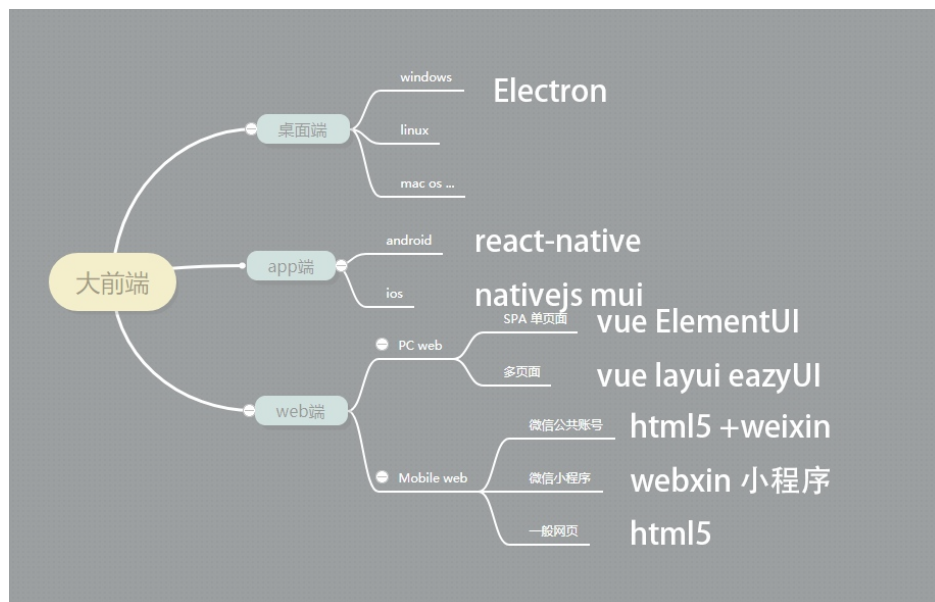 windows
Electron
桌面端
linux
mac os ...
android
react-native
app端
大前端
ios
nativejs mui
SPA 单页面
vue ElementUI
PC web
多页面
vue layui eazyUI
web端
微信公共账号
html5 +weixin
Mobile web
微信小程序
webxin 小程序
一般网页
html5